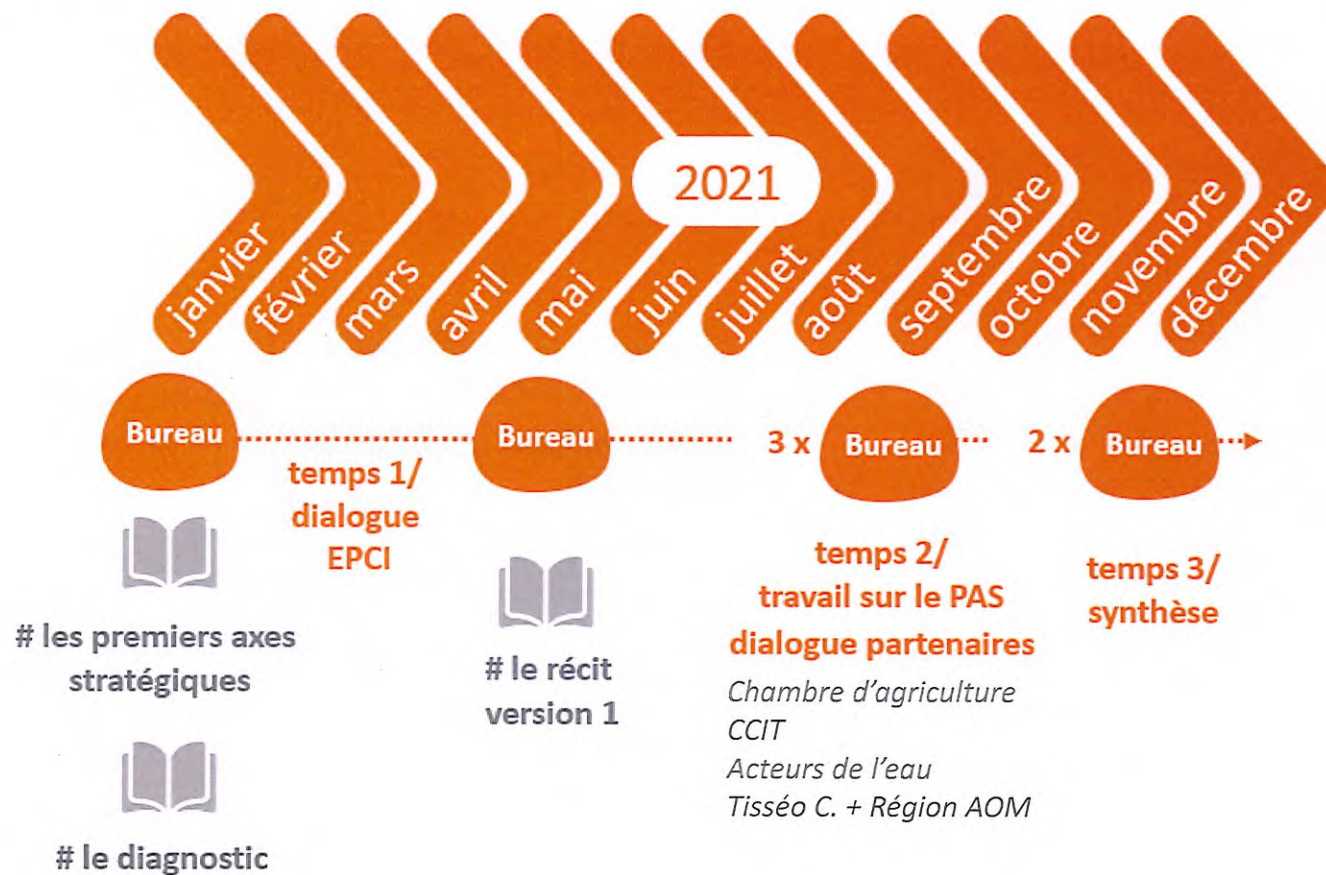 2021
janvier
février
mars
avril
mai
juin
juillet
août
septembre
octobre
novembre
décembre
Bureau
temps 1/
dialogue
EPCI
Bureau
3 x Bureau
2 x Bureau
# les premiers axes
stratégiques
# le diagnostic
# le récit
version 1
temps 2/
travail sur le PAS
dialogue partenaires
Chambre d'agriculture
CCIT
Acteurs de l'eau
Tisséo C. + Région AOM
temps 3/
synthèse